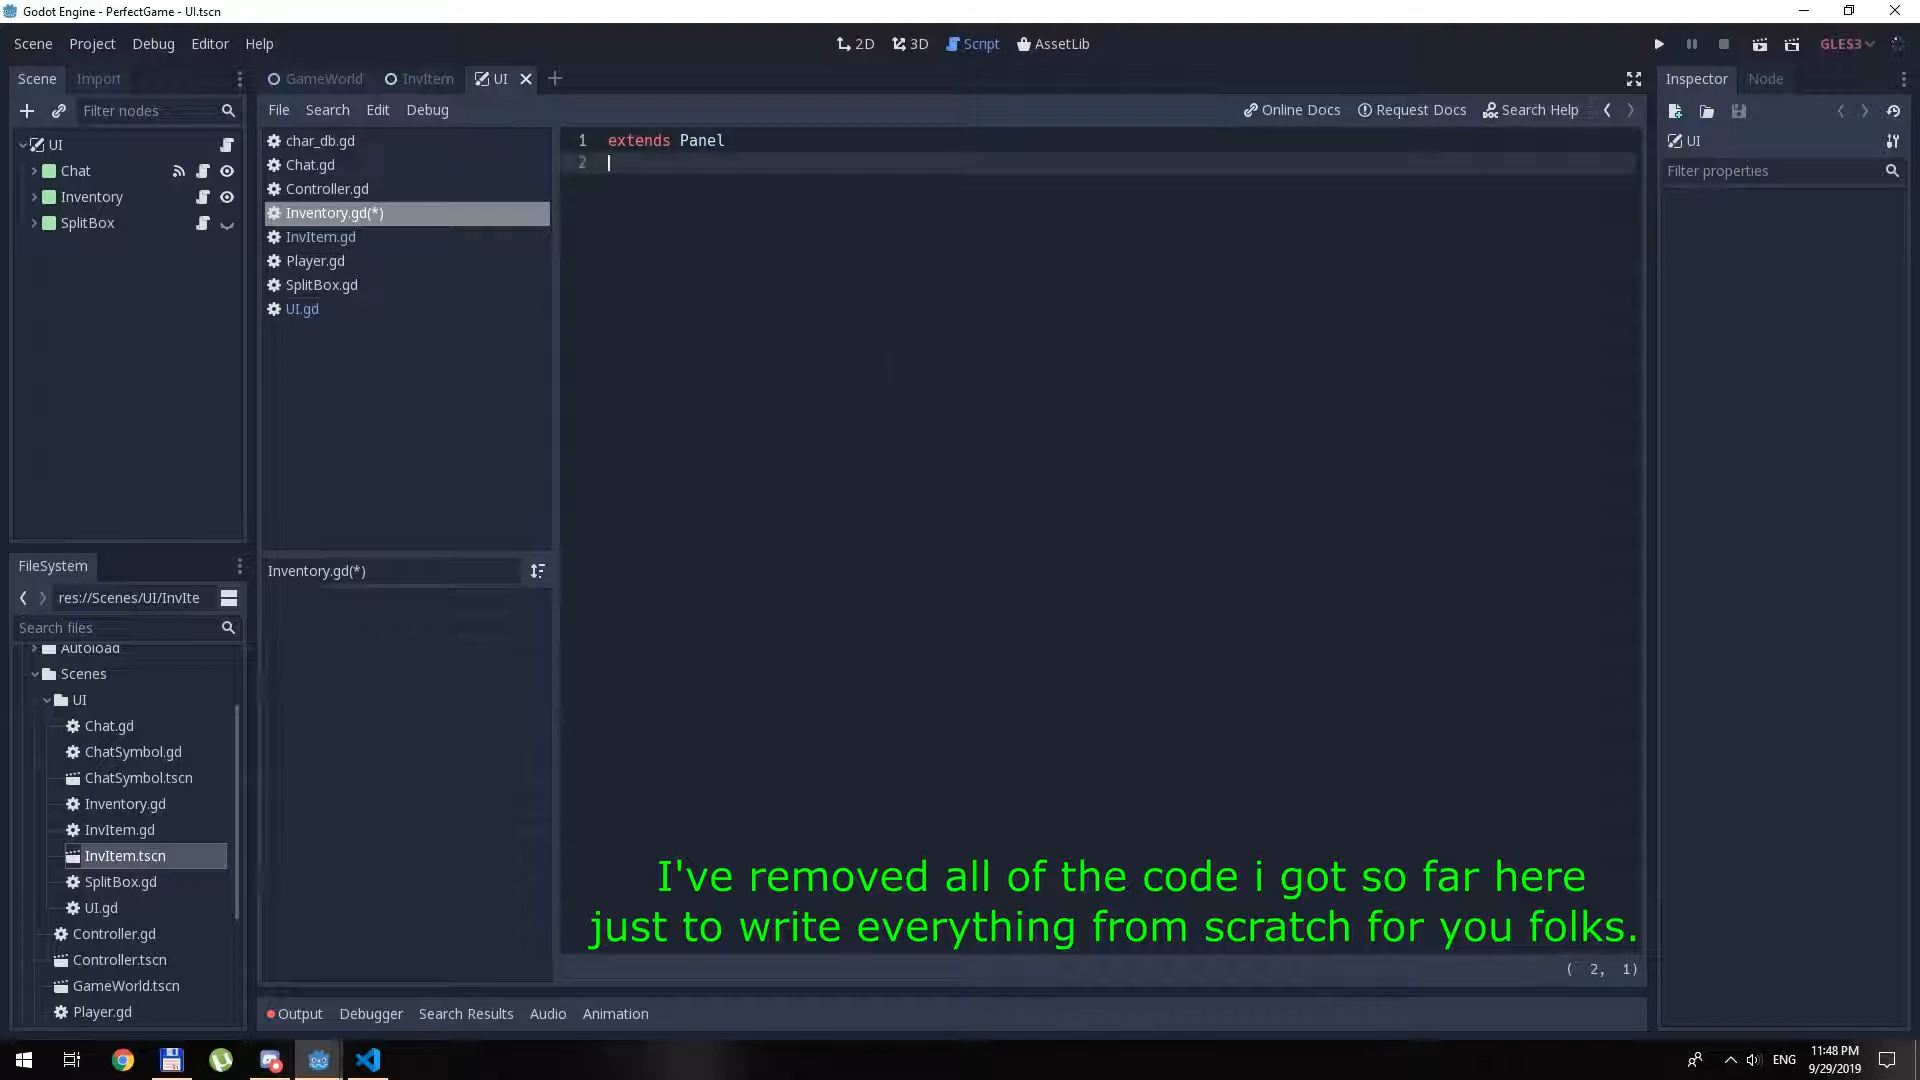 Godot Engine - PerfectGame - UI.tscn
Scene Project Debug Editor Help
2D 3D Script AssetLib
GLES3
Scene Import
GameWorld InvItem UI
Inspector Node
Filter nodes
File Search Edit Debug
Online Docs Request Docs Search Help
UI
Chat
Inventory
SplitBox
char_db.gd
Chat.gd
Controller.gd
Inventory.gd(*)
InvItem.gd
Player.gd
SplitBox.gd
UI.gd
1 extends Panel
2
UI
Filter properties
Inventory.gd(*)
FileSystem
res://Scenes/UI/InvIte
Search files
Autoload
Scenes
UI
Chat.gd
ChatSymbol.gd
ChatSymbol.tscn
Inventory.gd
InvItem.gd
InvItem.tscn
SplitBox.gd
UI.gd
Controller.gd
Controller.tscn
GameWorld.tscn
Player.gd
I've removed all of the code i got so far here
just to write everything from scratch for you folks.
( 2, 1)
Output Debugger Search Results Audio Animation
ENG
11:48 PM
9/29/2019